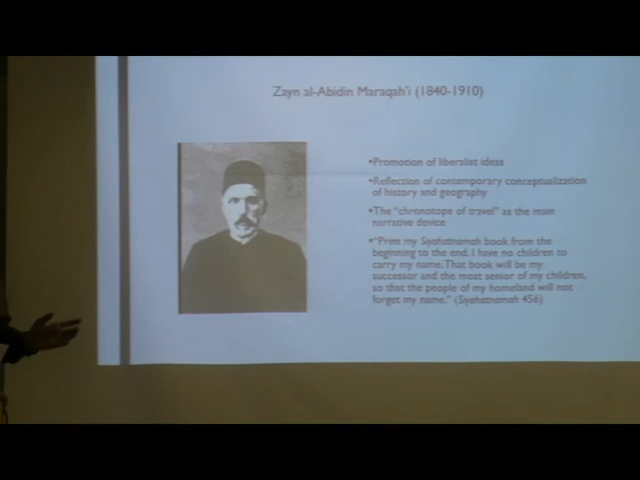 Zayn al-Abidin Maraqah'i (1840-1910)
•Promotion of liberalist ideas
•Reflection of contemporary conceptualization
of history and geography
•The "chronotope of travel" as the main
narrative device
•"Print my Siyahatnamah book from the
beginning to the end. I have no children to
carry my name. That book will be my
successor and the most senior of my children,
so that the people of my homeland will not
forget my name." (Siyahatnamah 456)